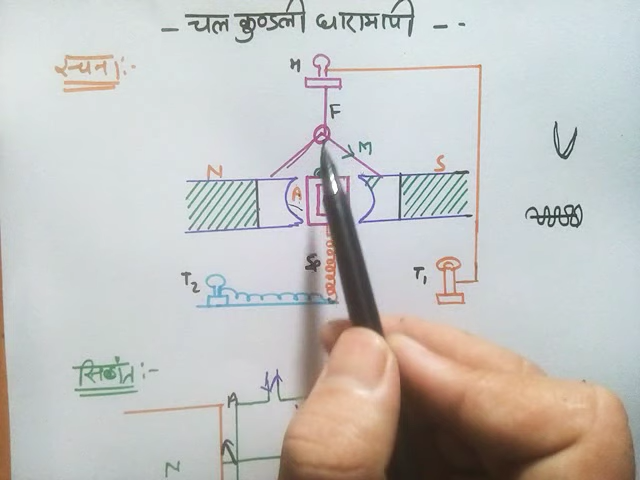 - चल कुण्डली धारामापी - - .
रचना :-
H
F
M
N
S
A
Sp
T2
T1
सिद्धांत :-
A
N